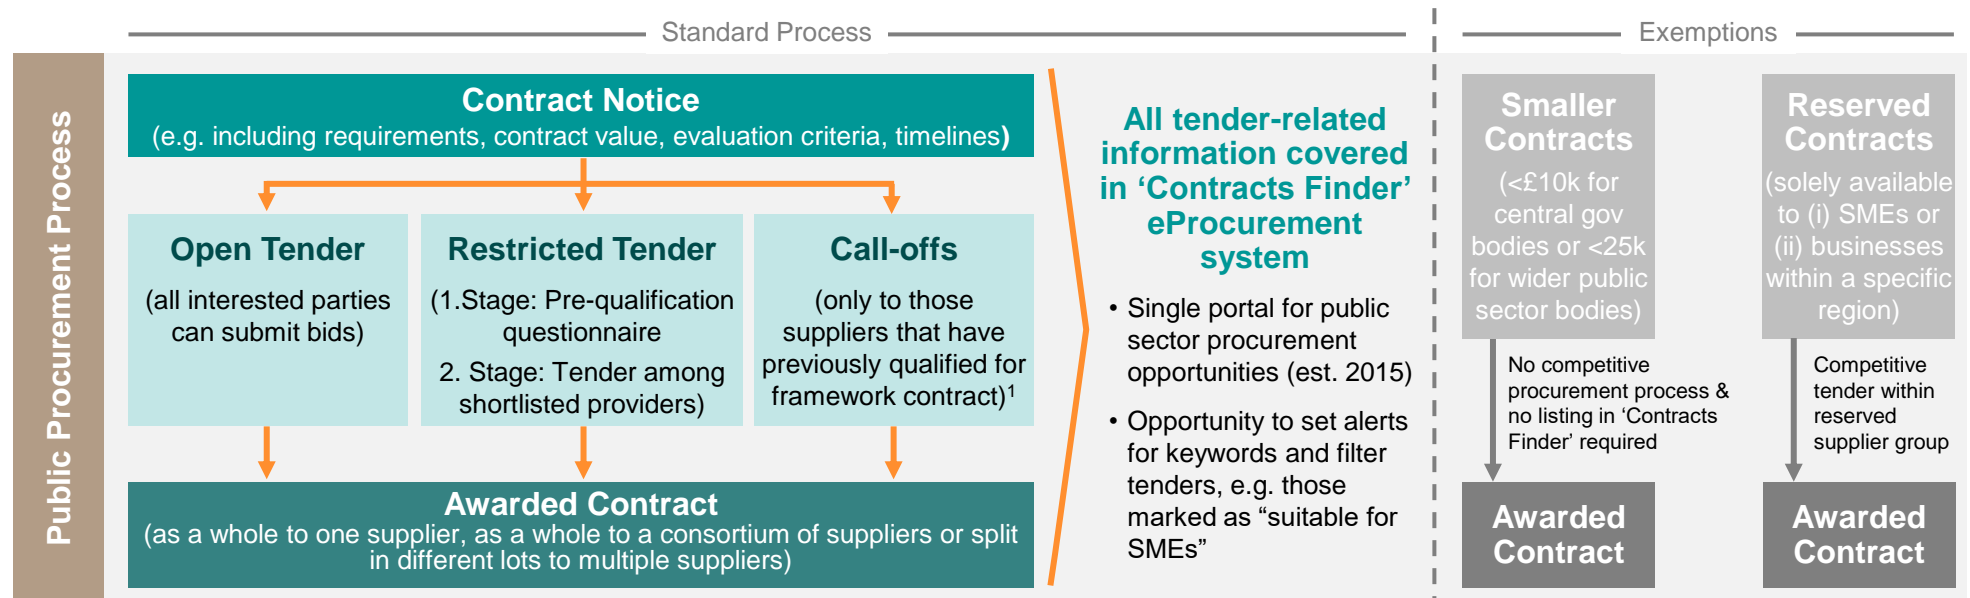 Standard Process
Exemptions
Public Procurement Process
Contract Notice
(e.g. including requirements, contract value, evaluation criteria, timelines)
Open Tender
(all interested parties
can submit bids)
Restricted Tender
(1.Stage: Pre-qualification
questionnaire
2. Stage: Tender among
shortlisted providers)
Call-offs
(only to those
suppliers that have
previously qualified for
framework contract)1
Awarded Contract
(as a whole to one supplier, as a whole to a consortium of suppliers or split
in different lots to multiple suppliers)
All tender-related
information covered
in ‘Contracts Finder’
eProcurement
system
• Single portal for public
sector procurement
opportunities (est. 2015)
• Opportunity to set alerts
for keywords and filter
tenders, e.g. those
marked as “suitable for
SMEs”
Smaller
Contracts
(<£10k for
central gov
bodies or <25k
for wider public
sector bodies)
No competitive
procurement process &
no listing in ‘Contracts
Finder’ required
Awarded
Contract
Reserved
Contracts
(solely available
to (i) SMEs or
(ii) businesses
within a specific
region)
Competitive
tender within
reserved
supplier group
Awarded
Contract